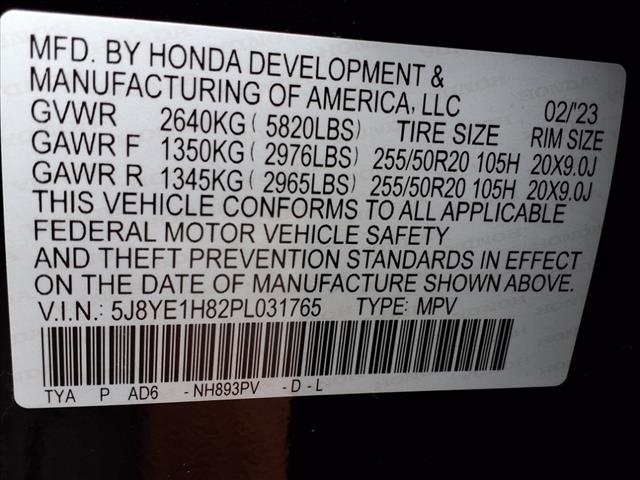 MFD. BY HONDA DEVELOPMENT &
MANUFACTURING OF AMERICA, LLC 02/'23
GVWR 2640KG ( 5820LBS) TIRE SIZE RIM SIZE
GAWR F 1350KG ( 2976LBS) 255/50R20 105H 20X9.0J
GAWR R 1345KG ( 2965LBS) 255/50R20 105H 20X9.0J
THIS VEHICLE CONFORMS TO ALL APPLICABLE
FEDERAL MOTOR VEHICLE SAFETY
AND THEFT PREVENTION STANDARDS IN EFFECT
ON THE DATE OF MANUFACTURE SHOWN ABOVE.
V.I.N.: 5J8YE1H82PL031765 TYPE: MPV
TYA P AD6 - NH893PV - D - L